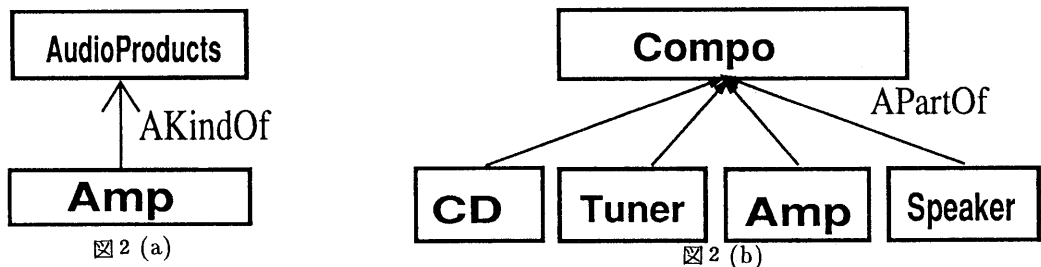 AudioProducts
AKindOf
Amp
図2 (a)
Compo
APartOf
CD Tuner Amp Speaker
図2 (b)